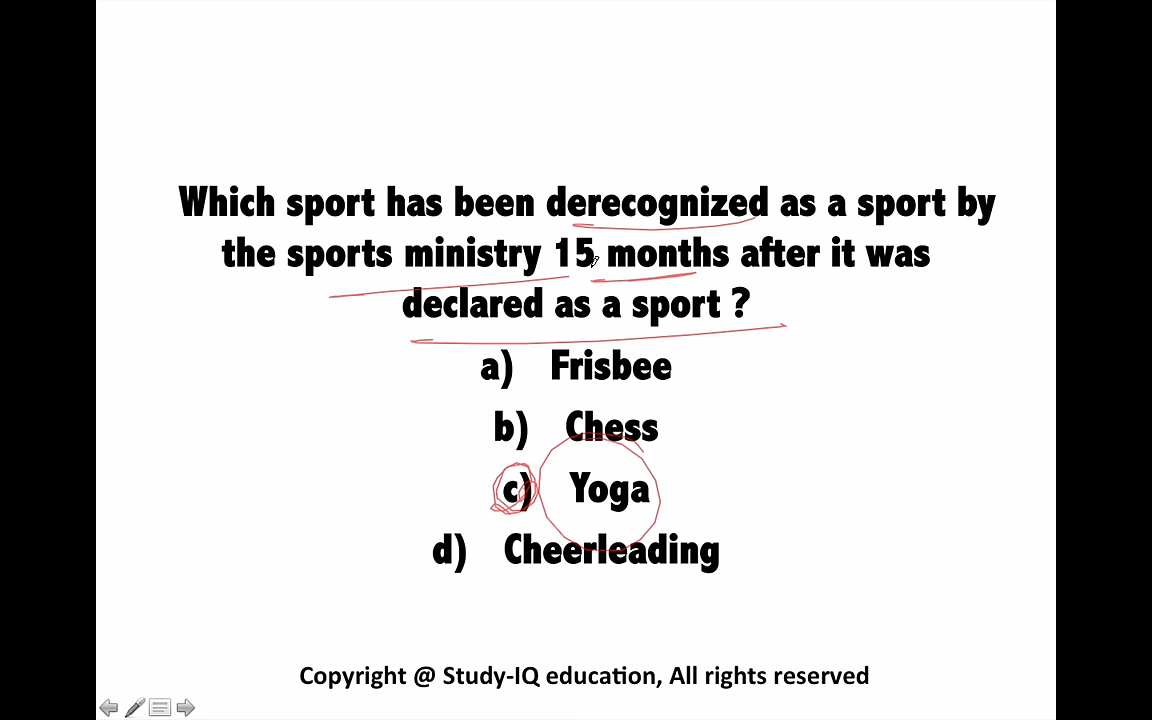 Which sport has been derecognized as a sport by
the sports ministry 15 months after it was
declared as a sport ?
a) Frisbee
b) Chess
c) Yoga
d) Cheerleading
Copyright @ Study-IQ education, All rights reserved